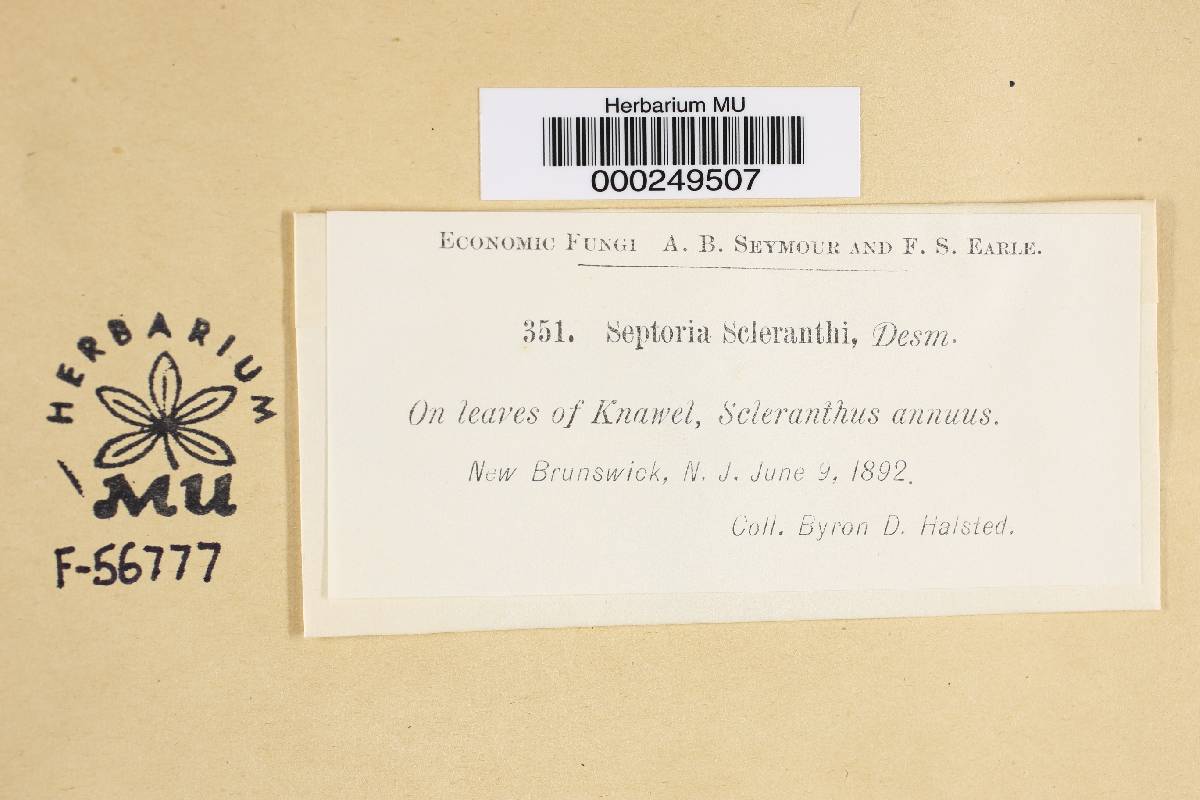 Herbarium MU
000249507
Economic Fungi A. B. Seymour and F. S. Earle.
351. Septoria Scleranthi, Desm.
On leaves of Knawel, Scleranthus annuus.
New Brunswick, N. J. June 9, 1892.
Coll. Byron D. Halsted.
HERBARIUM
MU
F-56777